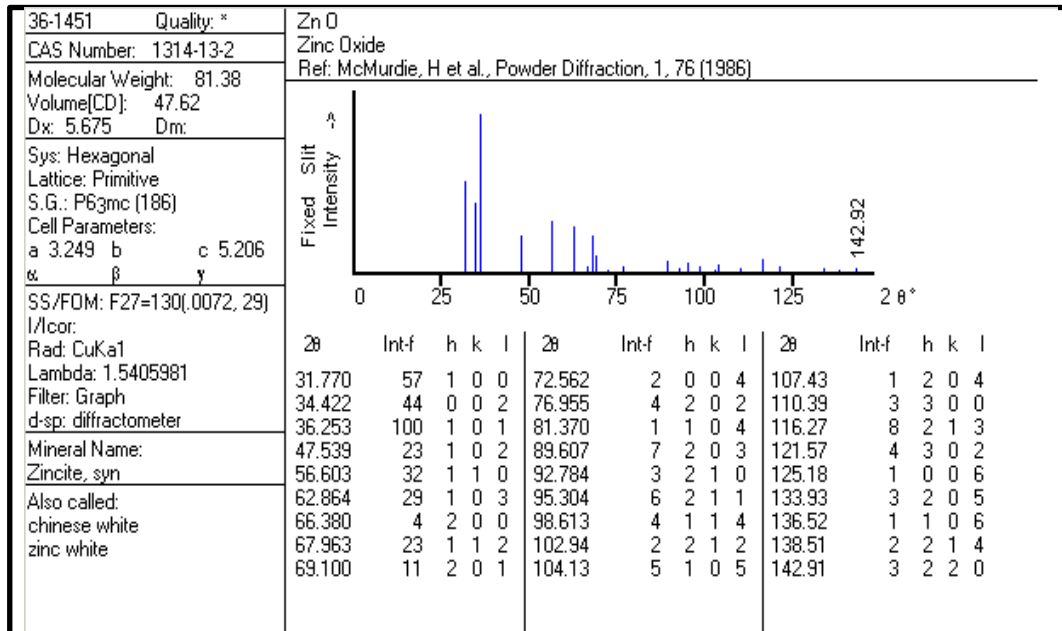 36-1451 Quality: *
CAS Number: 1314-13-2
Molecular Weight: 81.38
Volume[CD]: 47.62
Dx: 5.675 Dm:
Sys: Hexagonal
Lattice: Primitive
S.G.: P63mc (186)
Cell Parameters:
a 3.249 b c 5.206
α β γ
SS/FOM: F27=130(.0072, 29)
I/Icor:
Rad: CuKa1
Lambda: 1.5405981
Filter: Graph
d-sp: diffractometer
Mineral Name:
Zincite, syn
Also called:
chinese white
zinc white
Zn O
Zinc Oxide
Ref: McMurdie, H et al., Powder Diffraction, 1, 76 (1986)
Fixed Slit
Intensity ->
142.92
0 25 50 75 100 125 2 θ°
2θ Int-f h k l 2θ Int-f h k l 2θ Int-f h k l
31.770 57 1 0 0 72.562 2 0 0 4 107.43 1 2 0 4
34.422 44 0 0 2 76.955 4 2 0 2 110.39 3 3 0 0
36.253 100 1 0 1 81.370 1 1 0 4 116.27 8 2 1 3
47.539 23 1 0 2 89.607 7 2 0 3 121.57 4 3 0 2
56.603 32 1 1 0 92.784 3 2 1 0 125.18 1 0 0 6
62.864 29 1 0 3 95.304 6 2 1 1 133.93 3 2 0 5
66.380 4 2 0 0 98.613 4 1 1 4 136.52 1 1 0 6
67.963 23 1 1 2 102.94 2 2 1 2 138.51 2 2 1 4
69.100 11 2 0 1 104.13 5 1 0 5 142.91 3 2 2 0